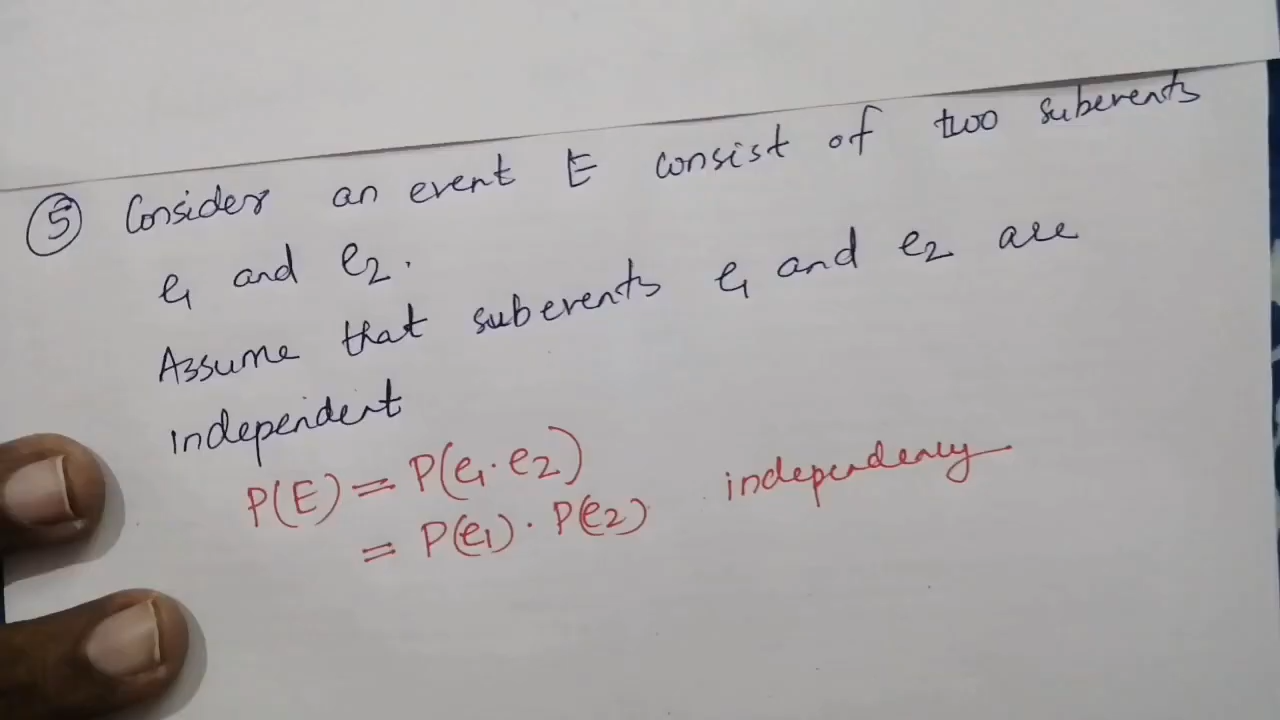 ⑤ Consider an event E consist of two subevents
e1 and e2.
Assume that subevents e1 and e2 are
independent
P(E) = P(e1·e2)
= P(e1)·P(e2) independency